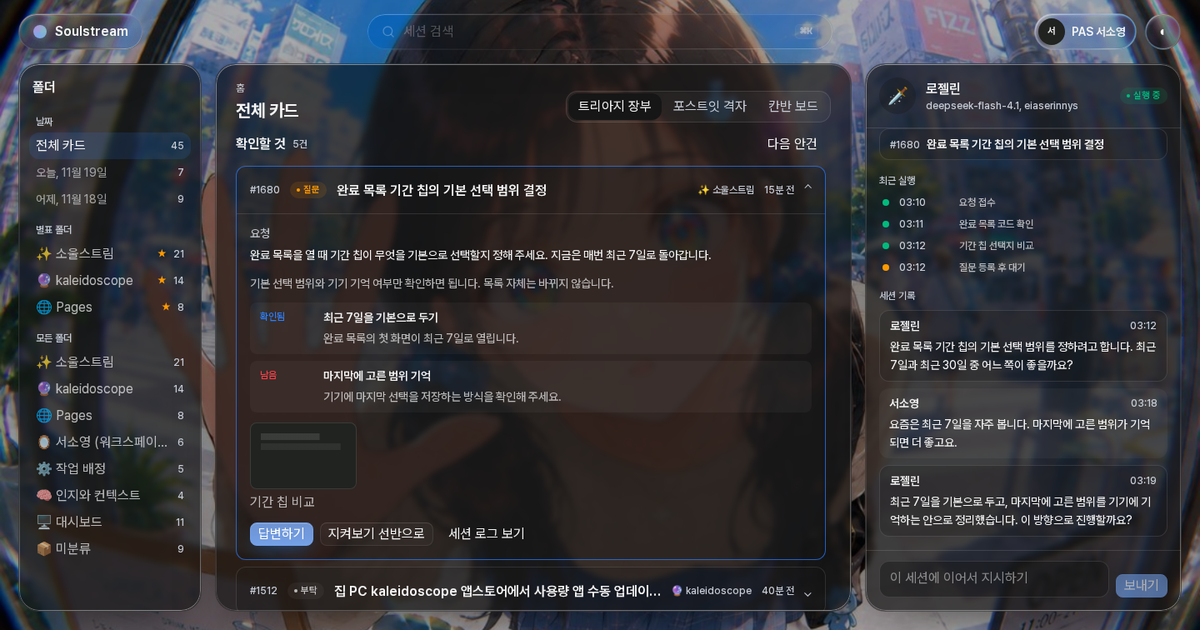 Soulstream
세션 검색
⌘K
서
PAS 서소영
폴더
날짜
전체 카드 45
오늘, 11월 19일 7
어제, 11월 18일 9
별표 폴더
✨ 소울스트림 ★ 21
🔮 kaleidoscope ★ 14
🌐 Pages ★ 8
모든 폴더
✨ 소울스트림 21
🔮 kaleidoscope 14
🌐 Pages 8
🪞 서소영 (워크스페이... 6
⚙️ 작업 배정 5
🧠 인지와 컨텍스트 4
🖥️ 대시보드 11
📦 미분류 9
홈
전체 카드
트리아지 장부 포스트잇 격자 칸반 보드
확인할 것 5건 다음 안건
#1680 • 질문 완료 목록 기간 칩의 기본 선택 범위 결정 ✨ 소울스트림 15분 전
요청
완료 목록을 열 때 기간 칩이 무엇을 기본으로 선택할지 정해 주세요. 지금은 매번 최근 7일로 돌아갑니다.
기본 선택 범위와 기기 기억 여부만 확인하면 됩니다. 목록 자체는 바뀌지 않습니다.
확인됨 최근 7일을 기본으로 두기
완료 목록의 첫 화면이 최근 7일로 열립니다.
남음 마지막에 고른 범위 기억
기기에 마지막 선택을 저장하는 방식을 확인해 주세요.
기간 칩 비교
답변하기 지켜보기 선반으로 세션 로그 보기
#1512 • 부탁 집 PC kaleidoscope 앱스토어에서 사용량 앱 수동 업데이... 🔮 kaleidoscope 40분 전
로젤린
deepseek-flash-4.1, eiaserinnys
• 실행 중
#1680 완료 목록 기간 칩의 기본 선택 범위 결정
최근 실행
03:10 요청 접수
03:11 완료 목록 코드 확인
03:12 기간 칩 선택지 비교
03:12 질문 등록 후 대기
세션 기록
로젤린 03:12
완료 목록 기간 칩의 기본 선택 범위를 정하려고 합니다. 최근
7일과 최근 30일 중 어느 쪽이 좋을까요?
서소영 03:18
요즘은 최근 7일을 자주 봅니다. 마지막에 고른 범위가 기억
되면 더 좋고요.
로젤린 03:19
최근 7일을 기본으로 두고, 마지막에 고른 범위를 기기에 기
억하는 안으로 정리했습니다. 이 방향으로 진행할까요?
이 세션에 이어서 지시하기
보내기
FIZZ